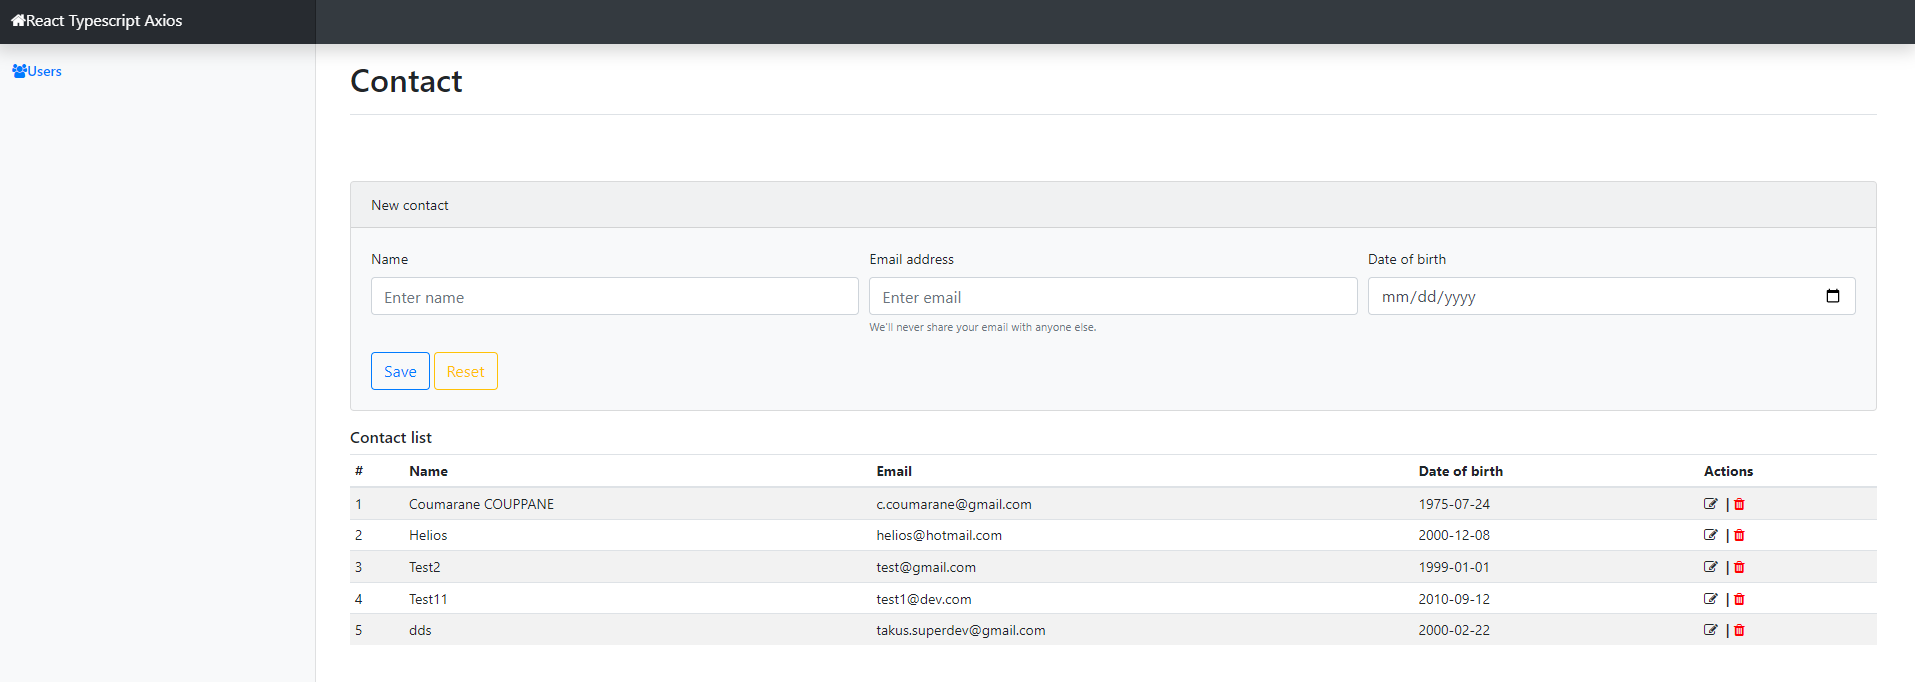 React Typescript Axios
Users
Contact
New contact
Name Email address Date of birth
Enter name Enter email mm/dd/yyyy
We'll never share your email with anyone else.
Save Reset
Contact list
# Name Email Date of birth Actions
1 Coumarane COUPPANE c.coumarane@gmail.com 1975-07-24 |
2 Helios helios@hotmail.com 2000-12-08 |
3 Test2 test@gmail.com 1999-01-01 |
4 Test11 test1@dev.com 2010-09-12 |
5 dds takus.superdev@gmail.com 2000-02-22 |